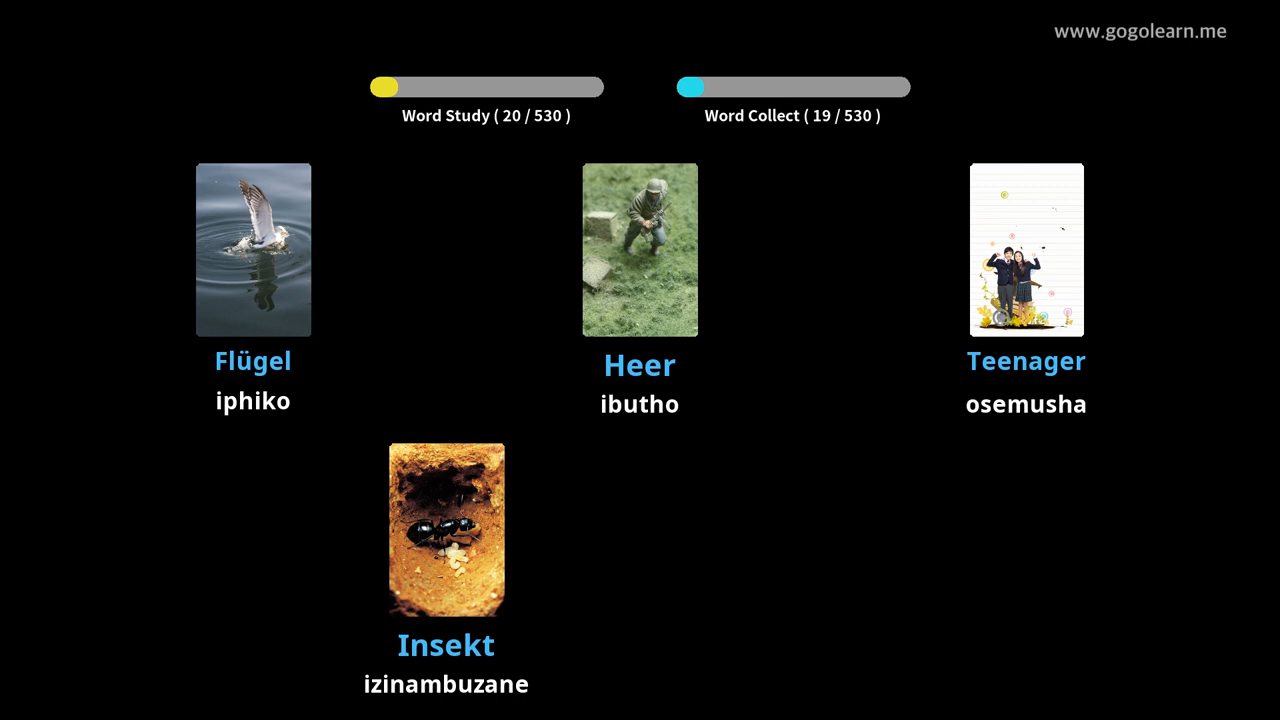 www.gogolearn.me
Word Study ( 20 / 530 )
Word Collect ( 19 / 530 )
Flügel
iphiko
Heer
ibutho
Teenager
osemusha
Insekt
izinambuzane